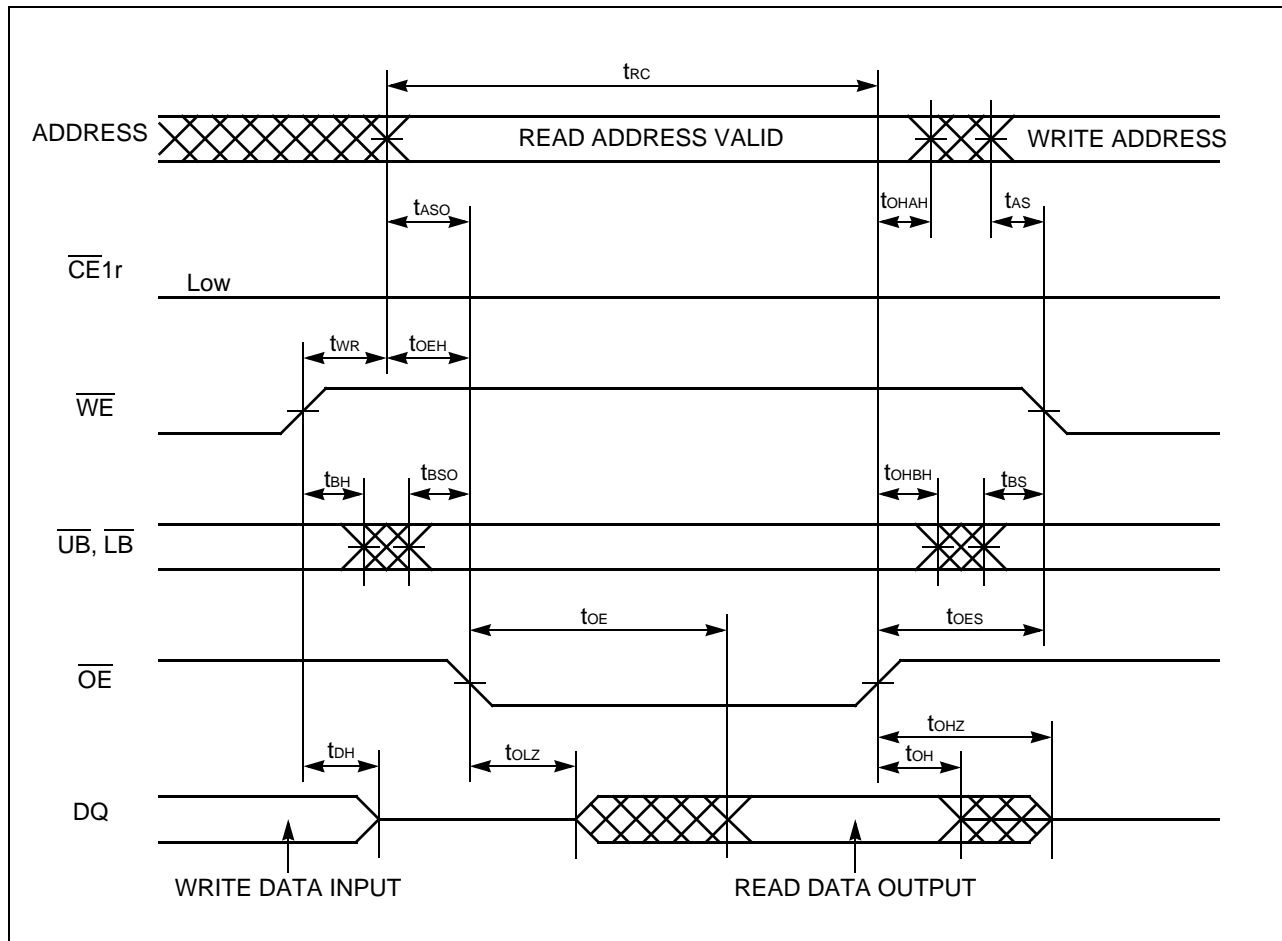 tRC
ADDRESS
READ ADDRESS VALID
WRITE ADDRESS
tASO
tOHAH
tAS
CE1r
Low
tWR
tOEH
WE
tBH
tBSO
tOHBH
tBS
UB, LB
tOE
tOES
OE
tOHZ
tDH
tOLZ
tOH
DQ
WRITE DATA INPUT
READ DATA OUTPUT